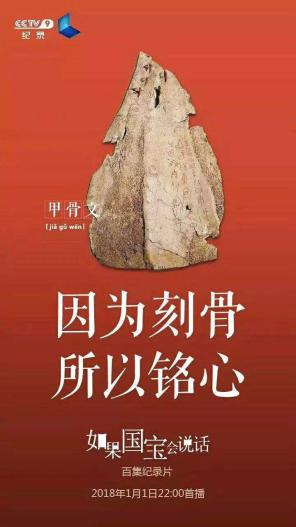 CCTV 9
纪录
甲骨文
[ jiǎ gǔ wén ]
因为刻骨
所以铭心
如果国宝会说话
百集纪录片
2018年1月1日22:00首播